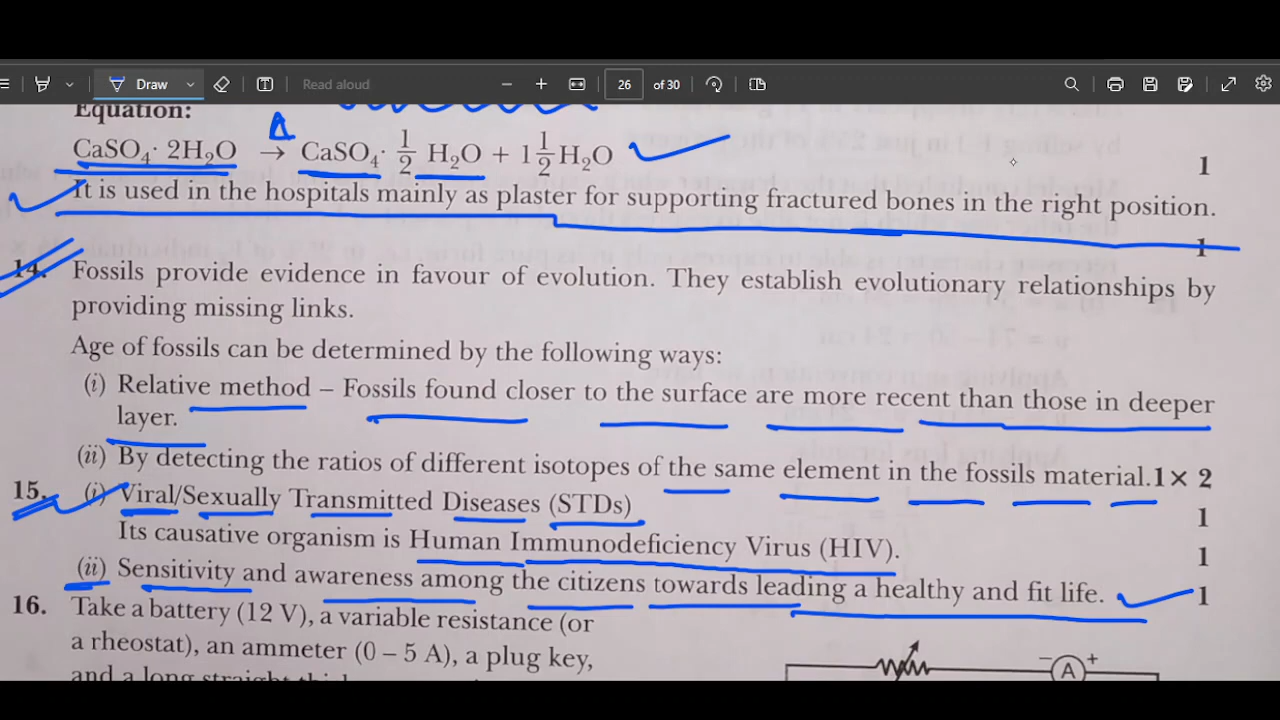 Draw
Read aloud
26 of 30
Equation:
Δ
CaSO₄· 2H₂O → CaSO₄· 1/2 H₂O + 1 1/2 H₂O 1
It is used in the hospitals mainly as plaster for supporting fractured bones in the right position.
1
14. Fossils provide evidence in favour of evolution. They establish evolutionary relationships by
providing missing links.
Age of fossils can be determined by the following ways:
(i) Relative method – Fossils found closer to the surface are more recent than those in deeper
layer.
(ii) By detecting the ratios of different isotopes of the same element in the fossils material. 1 × 2
15. (i) Viral/Sexually Transmitted Diseases (STDs) 1
Its causative organism is Human Immunodeficiency Virus (HIV). 1
(ii) Sensitivity and awareness among the citizens towards leading a healthy and fit life. 1
16. Take a battery (12 V), a variable resistance (or
a rheostat), an ammeter (0 – 5 A), a plug key,
and a long straight
− A +